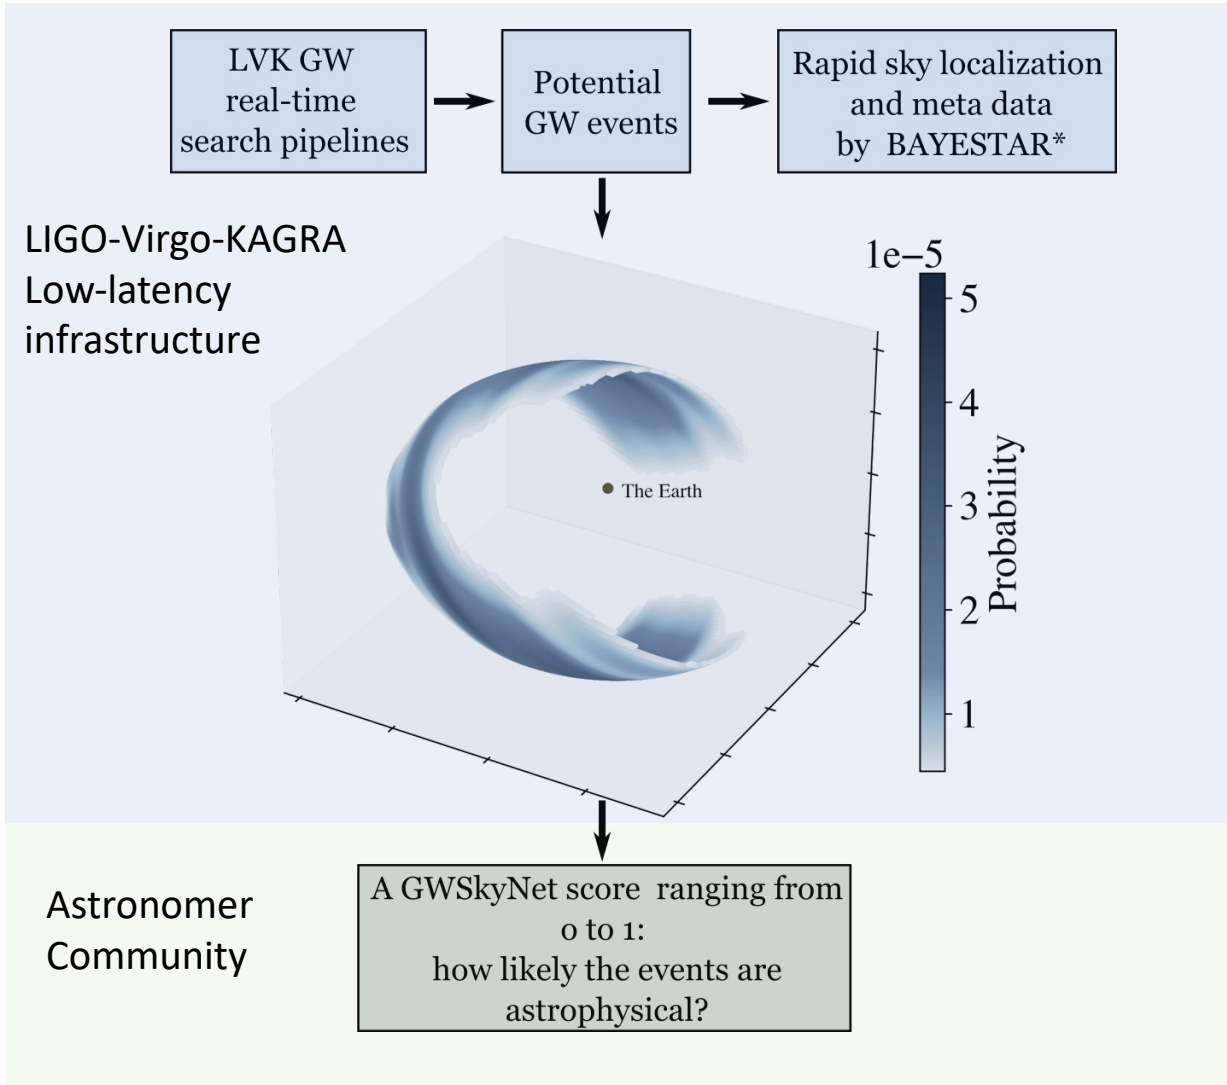 LVK GW
real-time
search pipelines
Potential
GW events
Rapid sky localization
and meta data
by BAYESTAR*
LIGO-Virgo-KAGRA
Low-latency
infrastructure
1e−5
5
4
3
2
1
Probability
The Earth
Astronomer
Community
A GWSkyNet score ranging from
0 to 1:
how likely the events are
astrophysical?